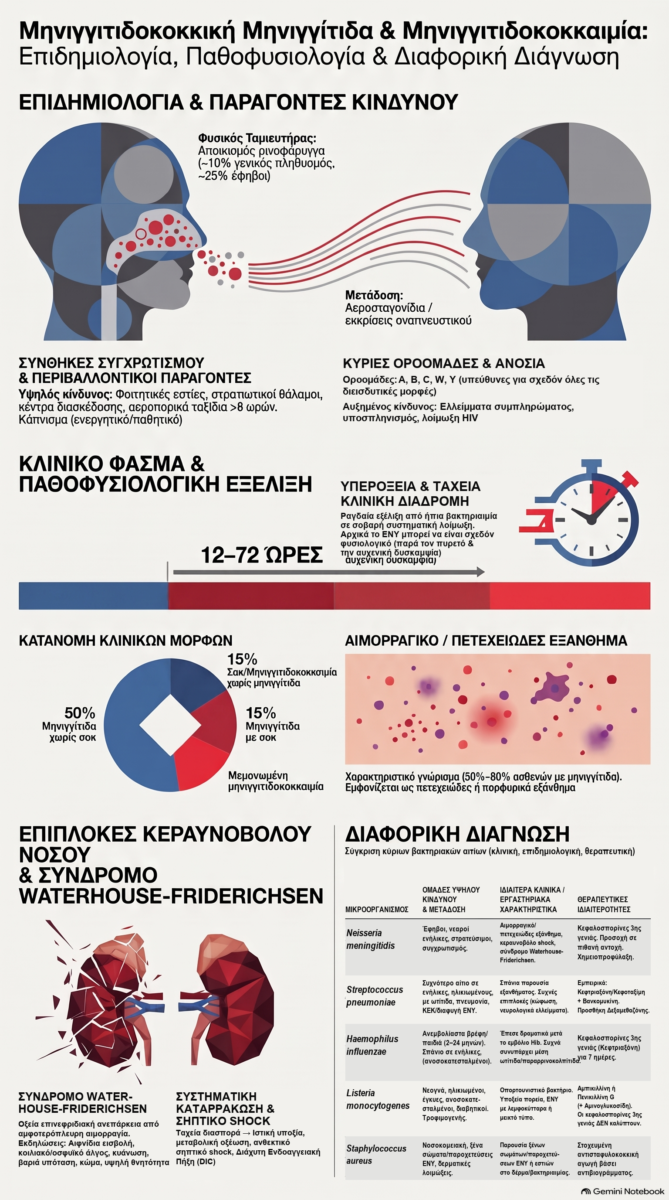 Μηνιγγιτιδοκοκκική Μηνιγγίτιδα & Μηνιγγιτιδοκοκκαιμία:
Επιδημιολογία, Παθοφυσιολογία & Διαφορική Διάγνωση
ΕΠΙΔΗΜΙΟΛΟΓΙΑ & ΠΑΡΑΓΟΝΤΕΣ ΚΙΝΔΥΝΟΥ
Φυσικός Ταμιευτήρας:
Αποικισμός ρινοφάρυγγα
(~10% γενικός πληθυσμός,
~25% έφηβοι)
Μετάδοση:
Αεροσταγονίδια /
εκκρίσεις αναπνευστικού
ΣΥΝΘΗΚΕΣ ΣΥΓΧΡΩΤΙΣΜΟΥ
& ΠΕΡΙΒΑΛΛΟΝΤΙΚΟΙ ΠΑΡΑΓΟΝΤΕΣ
Υψηλός κίνδυνος: Φοιτητικές εστίες, στραπωτικοί θάλαμοι,
κέντρα διασκέδοσης, αεροπορικά ταξίδια >8 ωρών.
Κάπνισμα (ενεργητικό/παθητικό)
ΚΥΡΙΕΣ ΟΡΟΟΜΑΔΕΣ & ΑΝΟΣΙΑ
Οροομάδες: A, B, C, W, Y (υπεύθυνες για σχεδόν όλες τις
διεισδυτικές μορφές)
Αυξημένος κίνδυνος: Ελλείμματα συμπληρώματος,
υποσπληνισμός, λοίμωξη HIV
ΚΛΙΝΙΚΟ ΦΑΣΜΑ &
ΠΑΘΟΦΥΣΙΟΛΟΓΙΚΗ ΕΞΕΛΙΞΗ
ΥΠΕΡΟΞΕΙΑ & ΤΑΧΕΙΑ
ΚΛΙΝΙΚΗ ΔΙΑΔΡΟΜΗ
Ραγδαία εξέλιξη από ήπια βακτηριαιμία
σε σοβαρή συστηματική λοίμωξη.
Αρχικά το ΕΝΥ μπορεί να είναι σχεδόν
φυσιολογικό (παρά τον πυρετό &
την αυχενική δυσκαμψία)
αυχενική δυσκαμψία)
12–72 ΏΡΕΣ
ΚΑΤΑΝΟΜΗ ΚΛΙΝΙΚΩΝ ΜΟΡΦΩΝ
15%
Σακ/Μηνιγγιτιδοκοκκσιμία
χωρίς μηνιγγίτιδα
50%
Μηνιγγίτιδα
χωρίς σοκ
15%
Μηνιγγίτιδα
με σοκ
Μεμονωμένη
μηνιγγιτιδοκοκκαιμία
ΑΙΜΟΡΡΑΓΙΚΟ / ΠΕΤΕΧΕΙΩΔΕΣ ΕΞΑΝΘΗΜΑ
Χαρακτηριστικό γνώρισμα (50%–80% ασθενών με μηνιγγίτιδα).
Εμφονίζεται ως πετεχειώδες ή πορφυρικό εξάνθημα
ΕΠΙΠΛΟΚΕΣ ΚΕΡΑΥΝΟΒΟΛΟΥ
ΝΟΣΟΥ
& ΣΥΝΔΡΟΜΟ
WATERHOUSE-FRIDERICHSEN
ΣΥΝΔΡΟΜΟ WATER-
HOUSE-FRIDERICHSEN
Οξεία επινεφριδιακή ανεπάρκεια από
αμφοτερόπλευρη αιμορραγία.
Εκδηλώσεις: Αιφνίδια εισβολή,
κοιλιακό/οσφυϊκό άλγος, κυάνωση,
βαριά υπόταση, κώμα, υψηλή θνητότητα
ΣΥΣΤΗΜΑΤΙΚΗ
ΚΑΤΑΡΡΑΚΩΣΗ &
ΣΗΠΤΙΚΟ SHOCK
Ταχεία διασπορά → Ιστική υποξία,
μεταβολική οξέωση, ανθεκτικό
σηπτικό shock, Διάχυτη Ενδοαγγειακή
Πήξη (DIC)
ΔΙΑΦΟΡΙΚΗ ΔΙΑΓΝΩΣΗ
Σύγκριση κύριων βακτηριακών αιτίων (κλινική, επιδημιολογική, θεραπευτική)
ΜΙΚΡΟΟΡΓΑΝΙΣΜΟΣ
ΟΜΑΔΕΣ ΥΨΗΛΟΥ
ΚΙΝΔΥΝΟΥ
& ΜΕΤΑΔΟΣΗ
ΙΔΙΑΙΤΕΡΑ ΚΛΙΝΙΚΑ /
ΕΡΓΑΣΤΗΡΙΑΚΑ
ΧΑΡΑΚΤΗΡΙΣΤΙΚΑ
ΘΕΡΑΠΕΥΤΙΚΕΣ
ΙΔΙΑΙΤΕΡΟΤΗΤΕΣ
Neisseria
meningitidis
Έφηβοι, νεαροί
ενήλικες, στρατεύσιμοι,
συγχρωτισμός.
Αιμορραγικό/
πετεχειώδες εξάνθημα,
κεραυνοβόλο shock,
σύνδρομο Waterhouse-
Friderichsen.
Κεφαλοσπορίνες 3ης
γενιάς. Προσοχή σε
πιθανή αντοχή.
Χημειοπροφύλαξη.
Streptococcus
pneumoniae
Συχνότερο αίτιο σε
ενήλικες, ηλικιωμένους,
με ωτίτιδα, πνευμονία,
ΚΕΚ/διαφυγή ΕΝΥ.
Σπάνια παρουσία
εξανθήματος. Συχνές
επιπλοκές (κώφωση,
νευρολογικά ελλείμματα).
Εμπειρικά:
Κεφτριαξόνη/Κεφοταξίμη
+ Βανκομυκίνη.
Προσθήκη Δεξαμεθαζόνης.
Haemophilus
influenzae
Ανεμβολίαστα βρέφη/
παιδιά (2–24 μηνών).
Σπάνιο σε ενήλικες,
(ανοσοκατεσταλμένοι).
Έπεσε δραματικά μετά
το εμβόλιο Hib. Συχνά
συνυπάρχει μέση
ωτίτιδα/παραρρινοκολπίτιδα.
Κεφαλοσπορίνες 3ης
γενιάς (Κεφτριαξόνη)
για 7 ημέρες.
Listeria
monocytogenes
Νεογνά, ηλικιωμένοι,
έγκυες, ανοσοκατε-
σταλμένοι, διαβητικοί.
Τροφιμογενής.
Οπορτουνιστικό βακτήριο.
Υποξεία πορεία, ΕΝΥ
με λεμφοκύτταρα ή
μεικτό τύπο.
Αμπικιλλίνη ή
Πενικιλλίνη G
(+ Αμινογλυκοσίδη).
Οι κεφαλοσπορίνες 3ης
γενιάς ΔΕΝ καλύπτουν.
Staphylococcus
aureus
Νοσοκομειακή, ξένα
σώματα/παροχετεύσεις
ΕΝΥ, δερματικές
λοιμώξεις.
Παρουσία ξένων
σωμάτων/παροχετεύ-
σεων ΕΝΥ ή εστιών
στο δέρμα/βακτηριαιμίας.
Στοχευμένη
αντισταφυλοκοκκική
αγωγή βάσει
αντιβιογράμματος.
Gemini Notebook